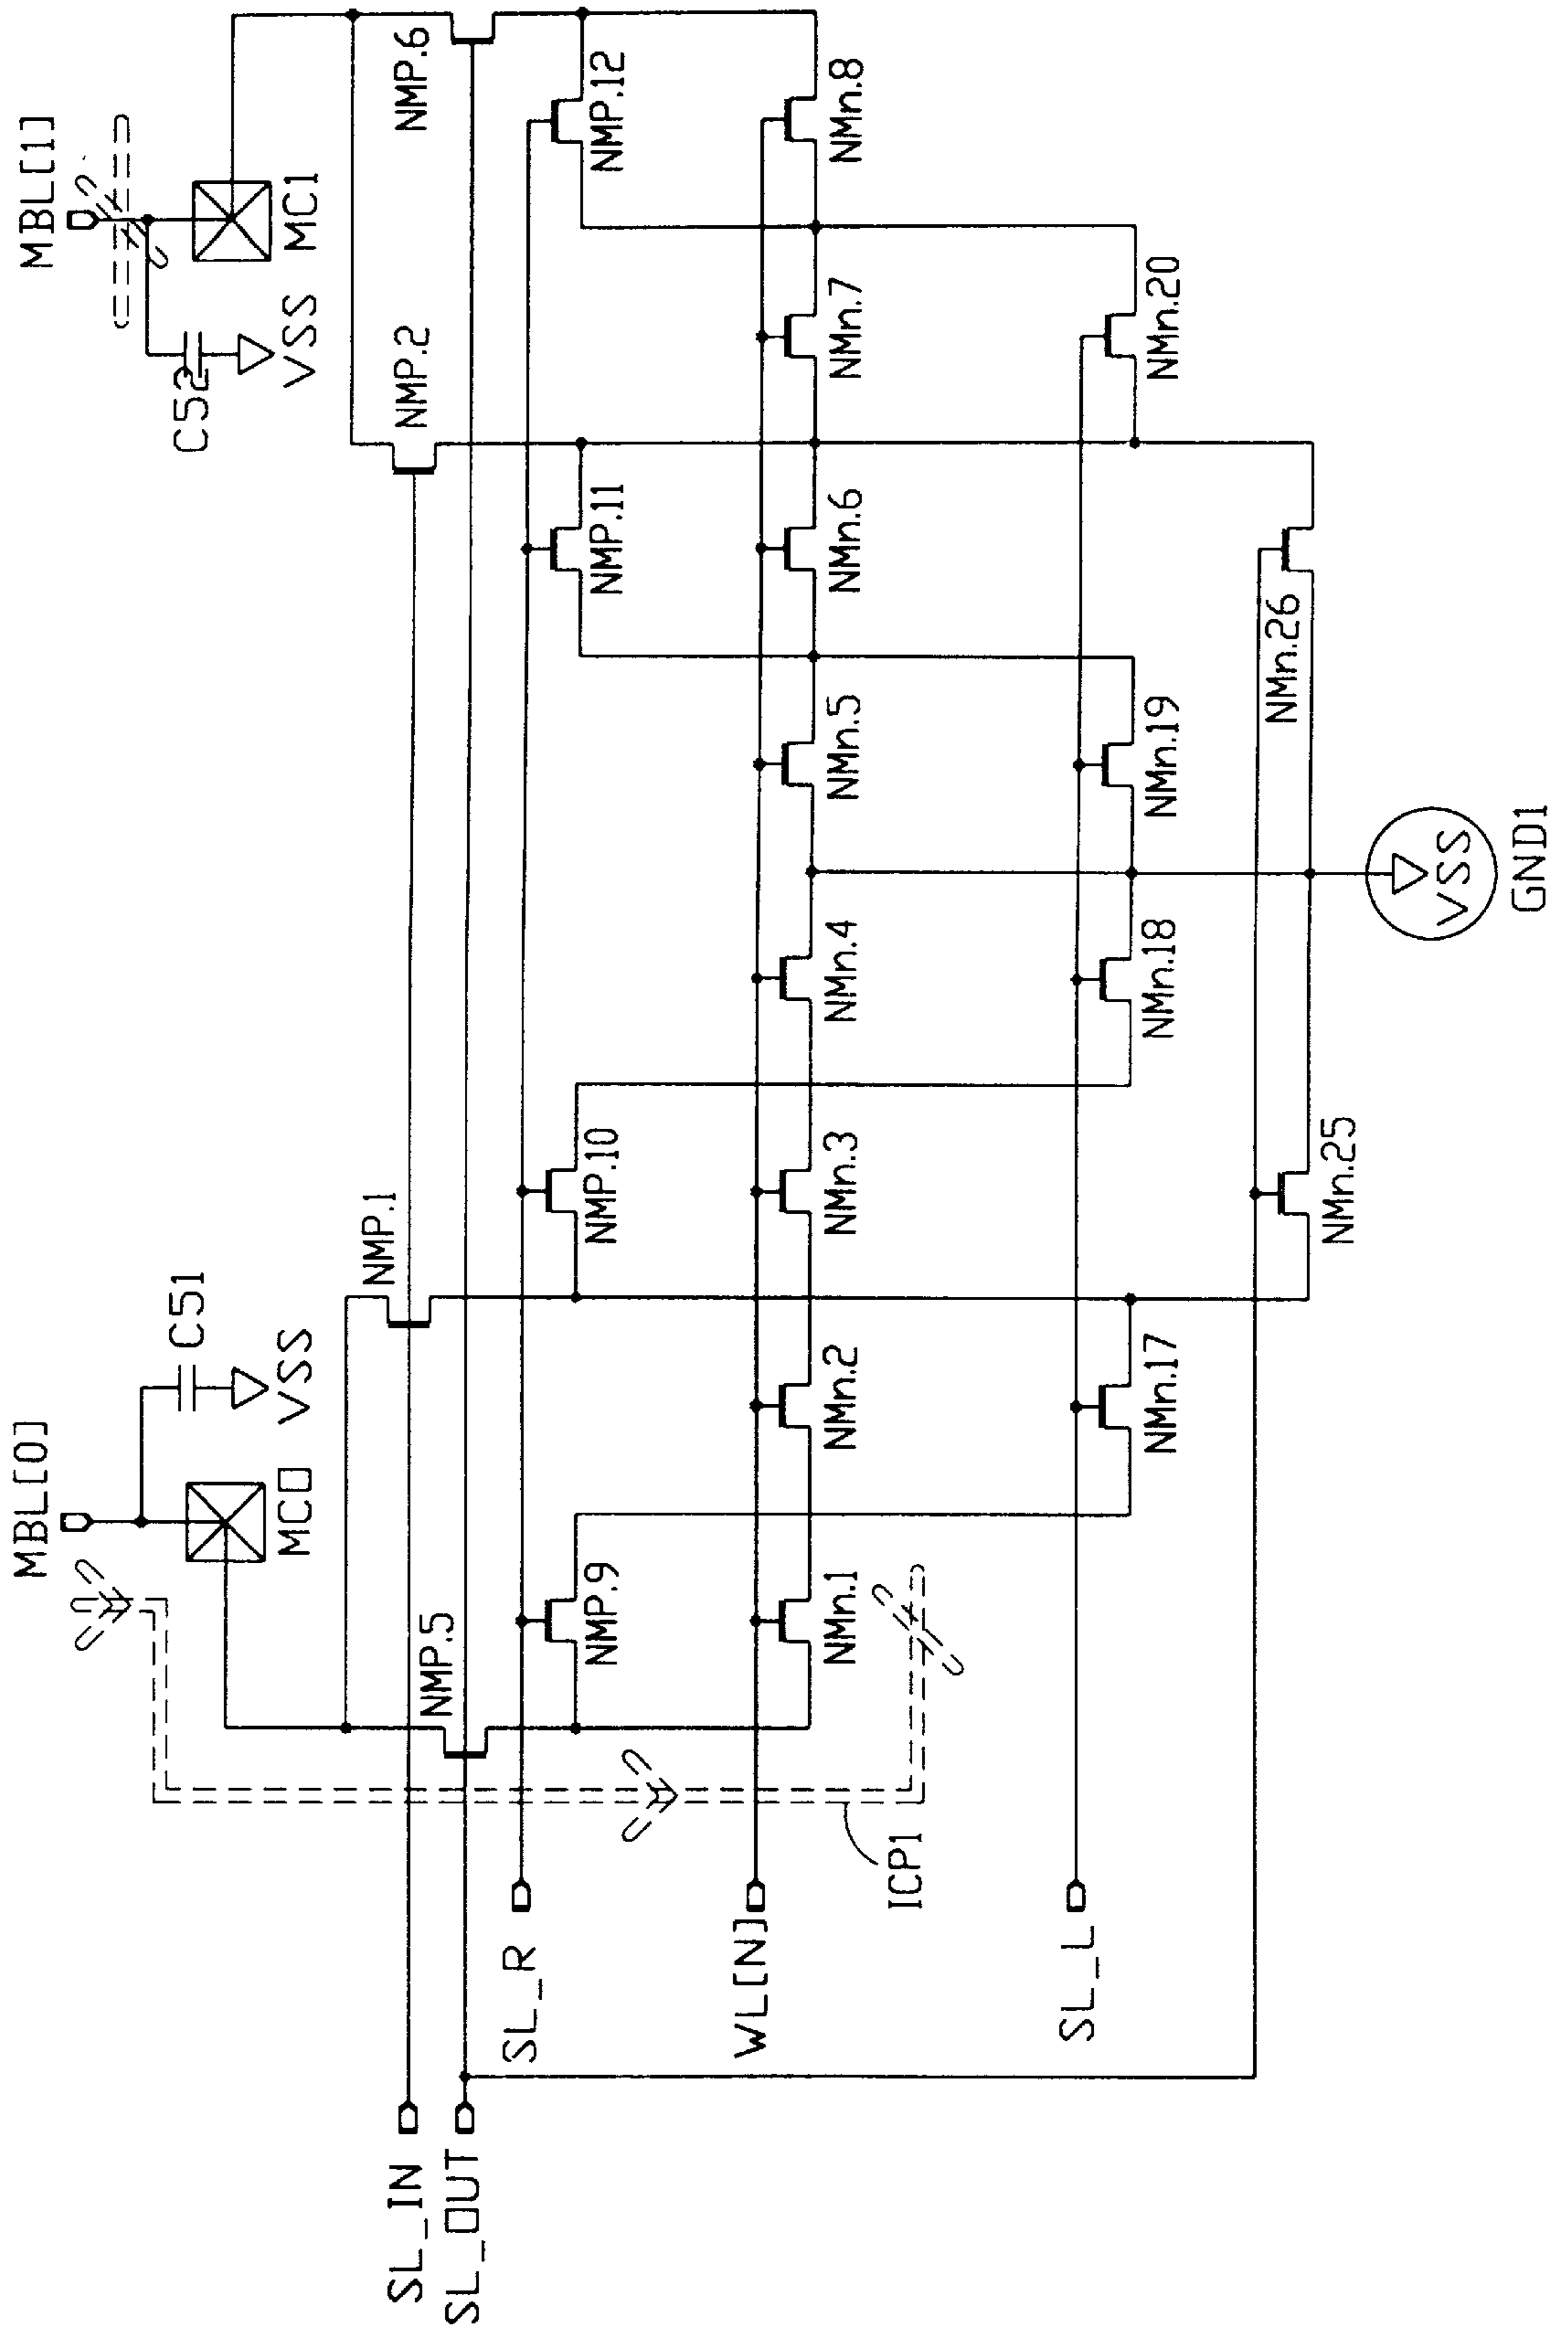 MBL[0]
MBL[1]
C51
VSS
MC0
C52
VSS
MC1
NMP.5
NMP.1
NMP.2
NMP.6
SL_IN
SL_OUT
SL_R
NMP.9
NMP.10
NMP.11
NMP.12
WL[N]
NMn.1
NMn.2
NMn.3
NMn.4
NMn.5
NMn.6
NMn.7
NMn.8
ICP1
SL_L
NMn.17
NMn.18
NMn.19
NMn.20
NMn.25
NMn.26
VSS
GND1